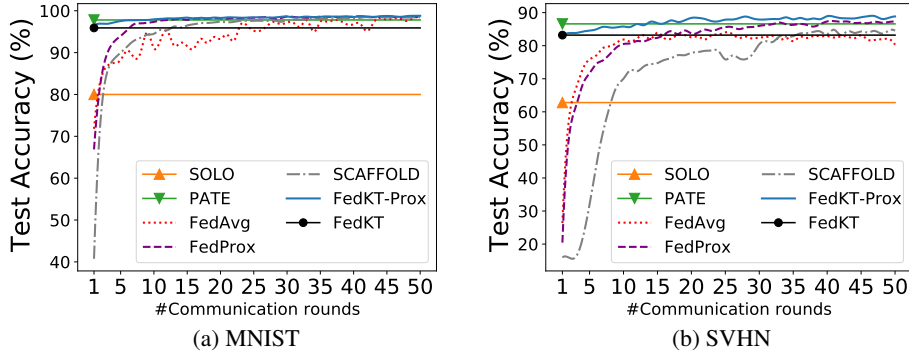 Test Accuracy (%)
100
90
80
70
60
50
40
SOLO
PATE
FedAvg
FedProx
SCAFFOLD
FedKT-Prox
FedKT
1 5 10 15 20 25 30 35 40 45 50
#Communication rounds
(a) MNIST
Test Accuracy (%)
90
80
70
60
50
40
30
20
SOLO
PATE
FedAvg
FedProx
SCAFFOLD
FedKT-Prox
FedKT
1 5 10 15 20 25 30 35 40 45 50
#Communication rounds
(b) SVHN